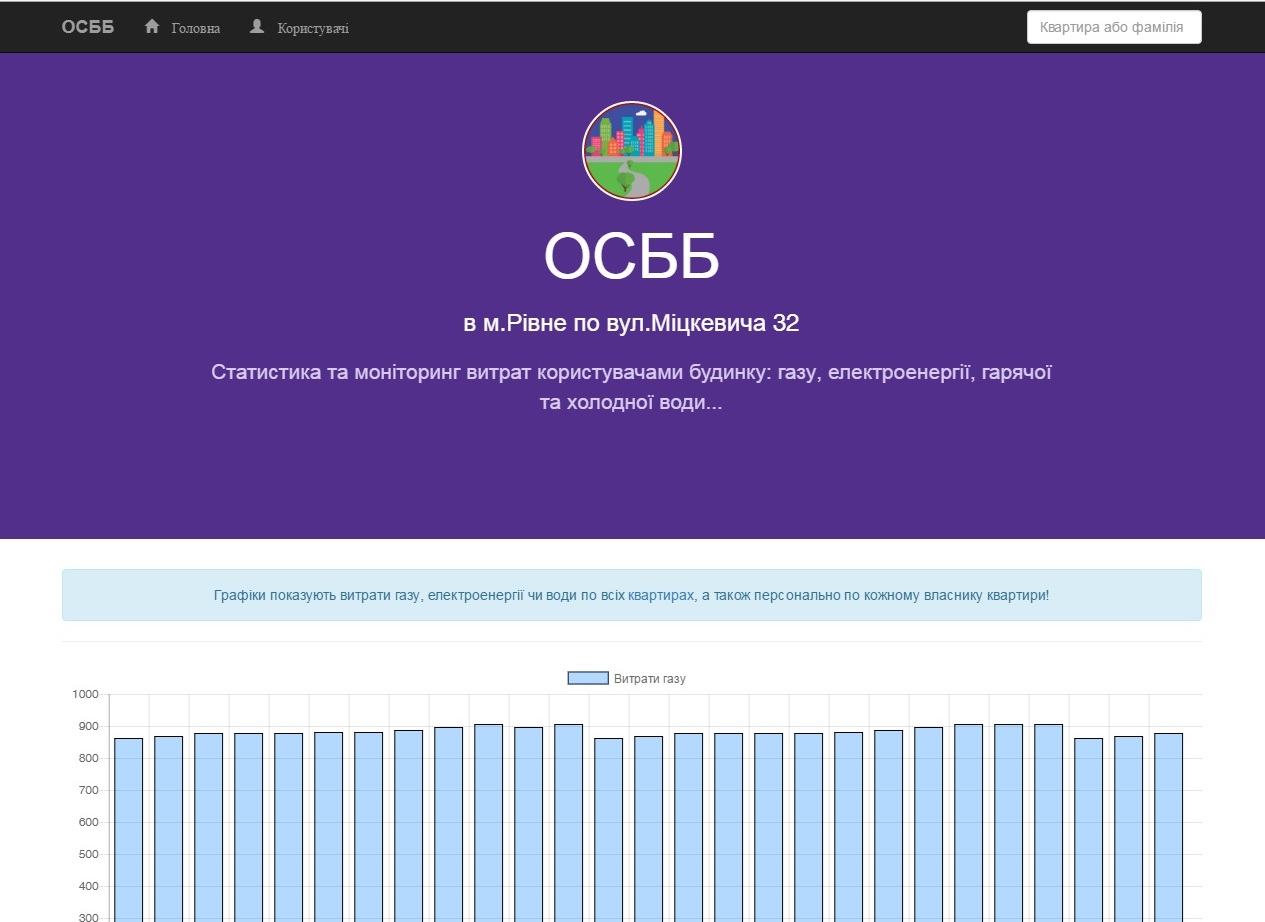 ОСББ Головна Користувачі Квартира або фамілія
ОСББ
в м.Рівне по вул.Міцкевича 32
Статистика та моніторинг витрат користувачами будинку: газу, електроенергії, гарячої
та холодної води...
Графіки показують витрати газу, електроенергії чи води по всіх квартирах, а також персонально по кожному власнику квартири!
Витрати газу
1000
900
800
700
600
500
400
300